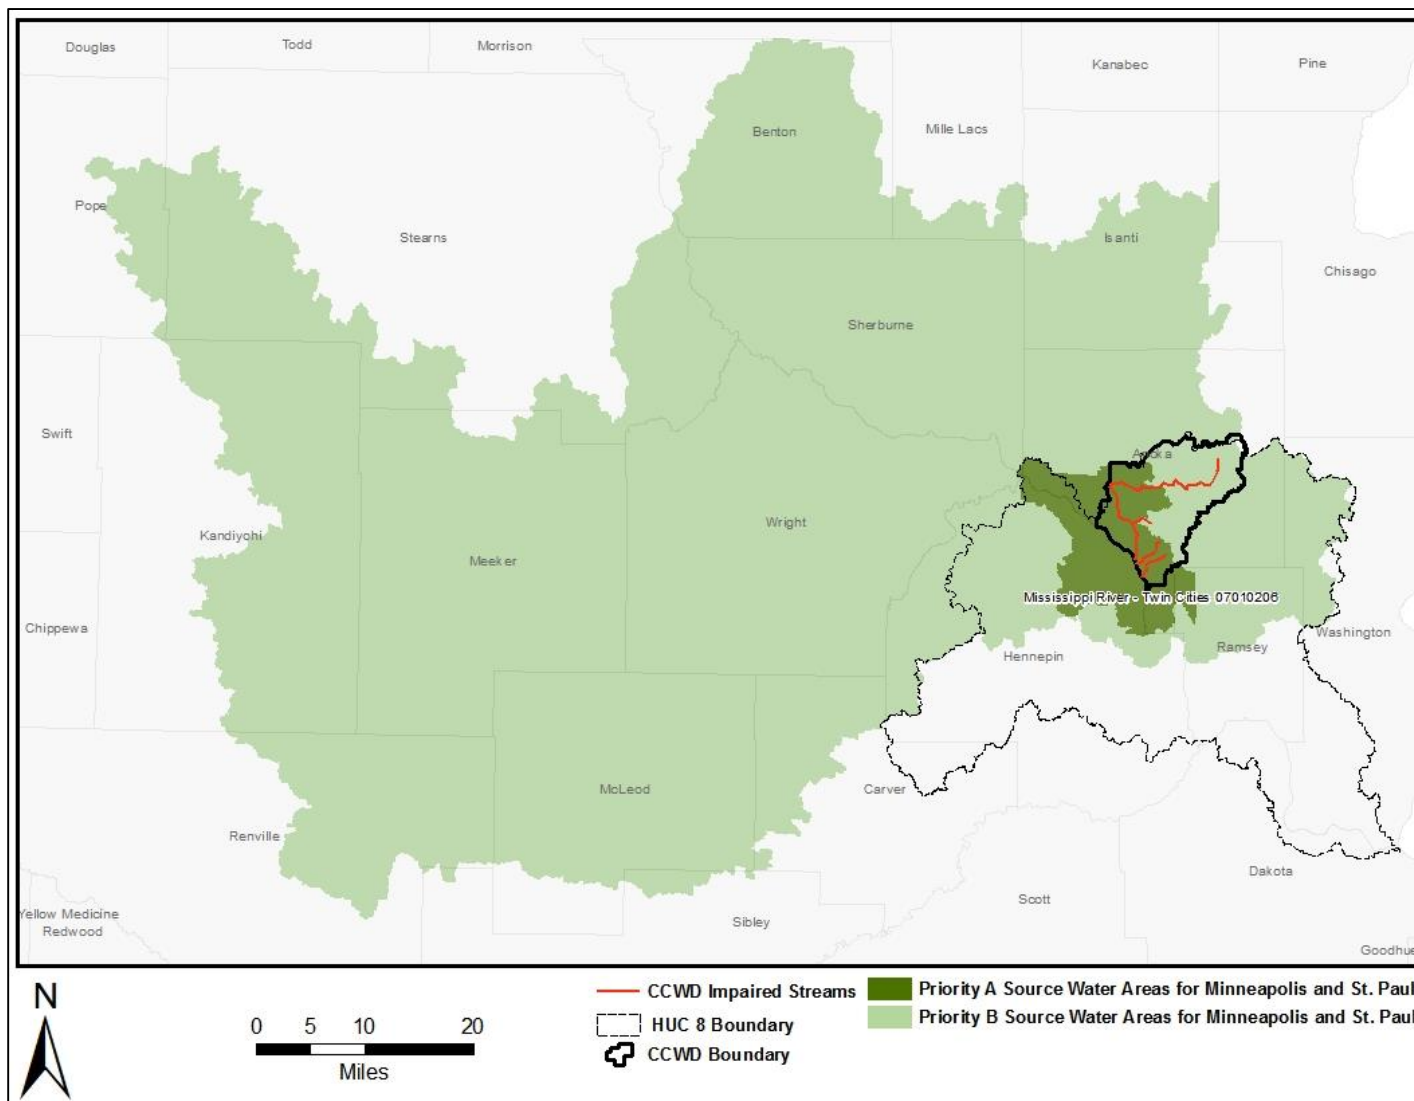 Douglas
Todd
Morrison
Kanabec
Pine
Benton
Mille Lacs
Pope
Stearns
Isanti
Chisago
Sherburne
Swift
Anoka
Wright
Kandiyohi
Meeker
Mississippi River - Twin Cities 07010206
Chippewa
Washington
Hennepin
Ramsey
McLeod
Carver
Renville
Dakota
Scott
Yellow Medicine
Redwood
Sibley
Goodhue
N
0 5 10 20
Miles
CCWD Impaired Streams
HUC 8 Boundary
CCWD Boundary
Priority A Source Water Areas for Minneapolis and St. Paul
Priority B Source Water Areas for Minneapolis and St. Paul